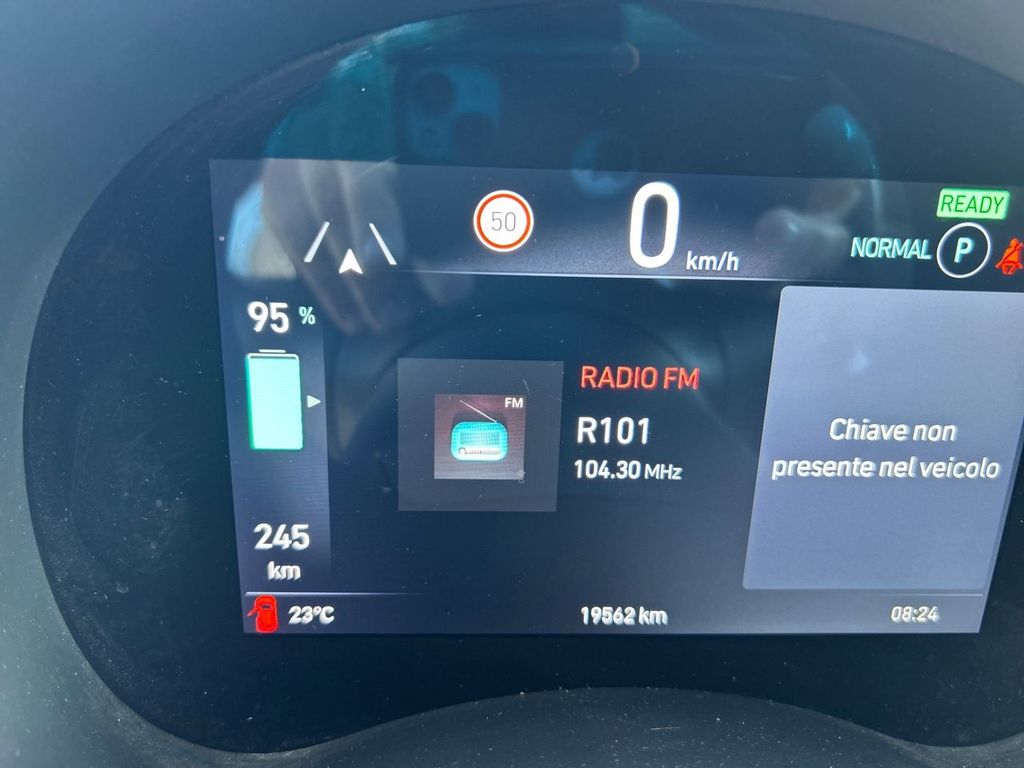 READY
50
0 km/h
NORMAL P
95 %
FM
RADIO FM
R101
104.30 MHz
Chiave non
presente nel veicolo
245
km
23°C
19562 km
08:24